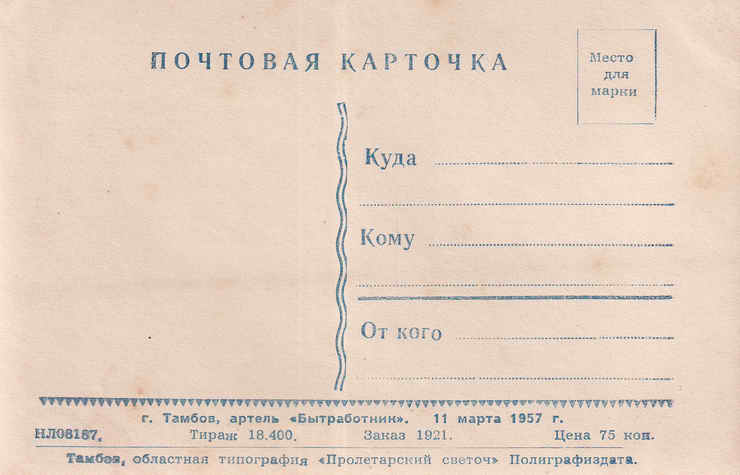 ПОЧТОВАЯ КАРТОЧКА
Место
для
марки
Куда
Кому
От кого
г. Тамбов, артель «Бытработник». 11 марта 1957 г.
НЛ08187. Тираж 18.400. Заказ 1921. Цена 75 коп.
Тамбов, областная типография «Пролетарский светоч» Полиграфиздата.